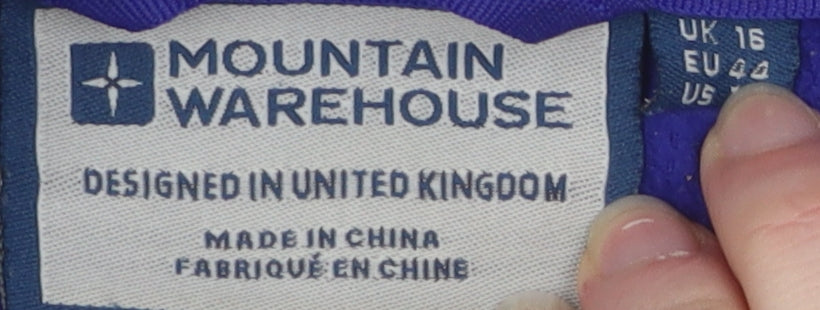 MOUNTAIN
WAREHOUSE
DESIGNED IN UNITED KINGDOM
MADE IN CHINA
FABRIQUÉ EN CHINE
UK 16
EU 44
US